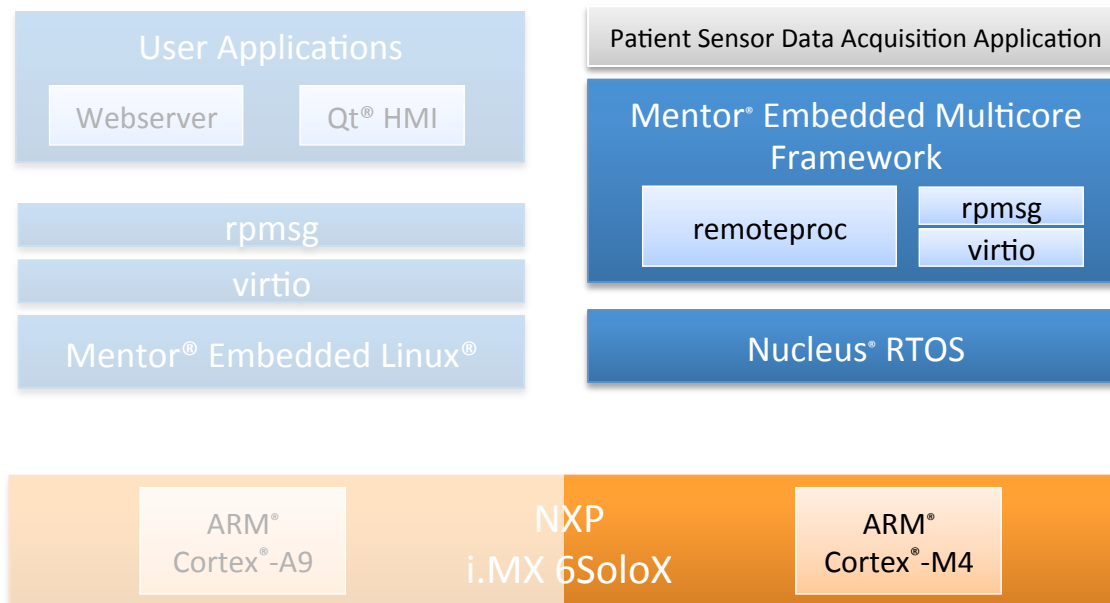 User Applications
Webserver
Qt® HMI
rpmsg
virtio
Mentor® Embedded Linux®
Patient Sensor Data Acquisition Application
Mentor® Embedded Multicore
Framework
remoteproc
rpmsg
virtio
Nucleus® RTOS
ARM®
Cortex®-A9
NXP
i.MX 6SoloX
ARM®
Cortex®-M4